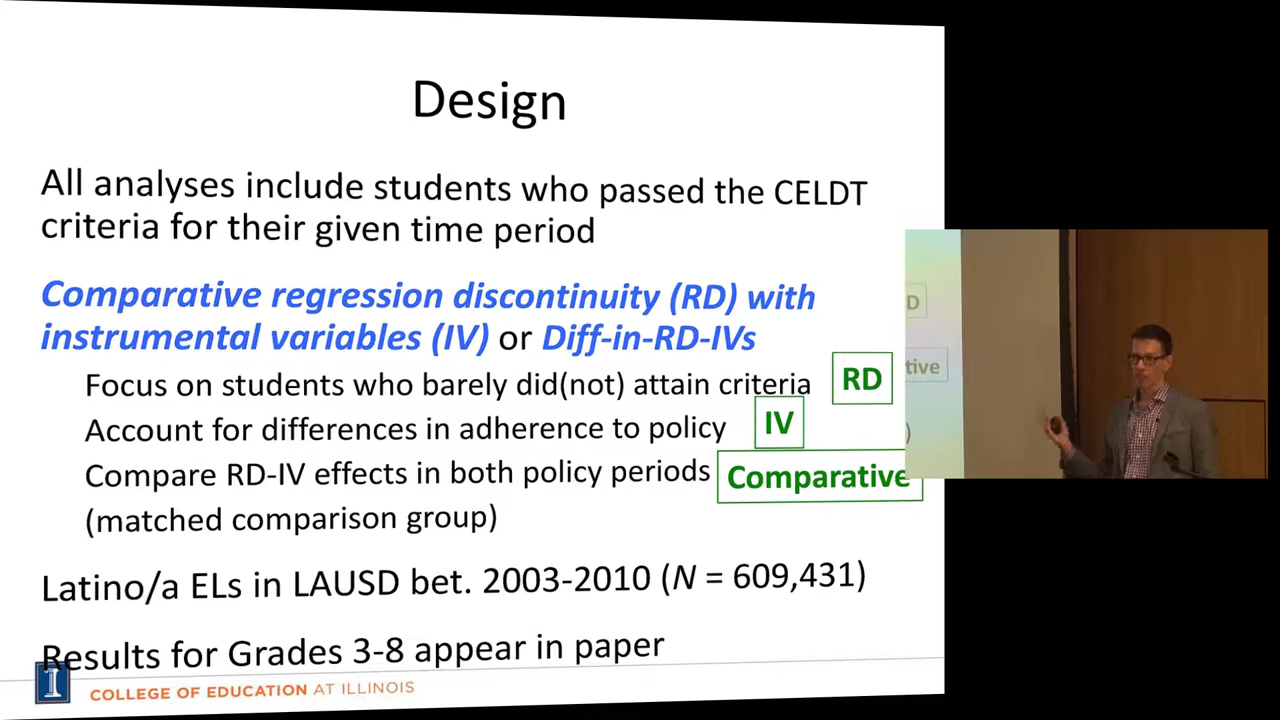 Design
All analyses include students who passed the CELDT
criteria for their given time period
Comparative regression discontinuity (RD) with
instrumental variables (IV) or Diff-in-RD-IVs
Focus on students who barely did(not) attain criteria RD
Account for differences in adherence to policy IV
Compare RD-IV effects in both policy periods Comparative
(matched comparison group)
Latino/a ELs in LAUSD bet. 2003-2010 (N = 609,431)
Results for Grades 3-8 appear in paper
I COLLEGE OF EDUCATION AT ILLINOIS
D
tive
)